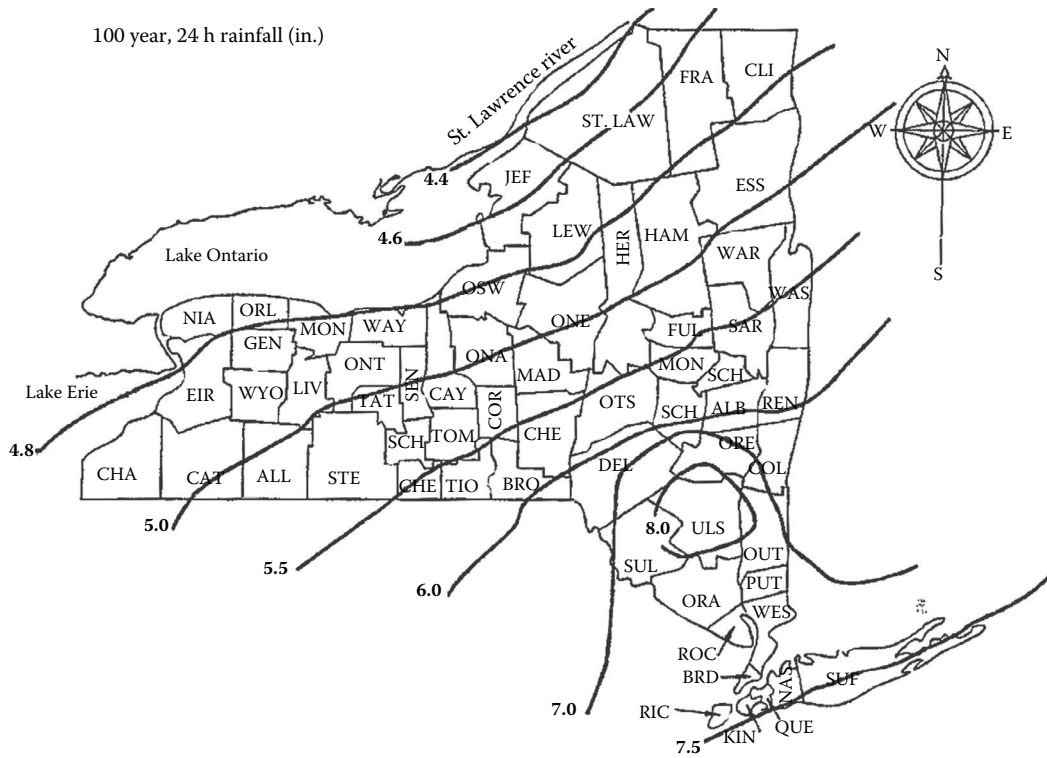 100 year, 24 h rainfall (in.)
N
St. Lawrence river
FRA
CLI
ST. LAW
W
E
4.4
JEF
ESS
4.6
LEW
HER
HAM
Lake Ontario
WAR
S
OSW
WAS
NIA
ORL
MON
WAY
ONE
FUL
SAR
GEN
ONT
ONA
MON
SCH
Lake Erie
EIR
WYO
LIV
TAT
SEN
CAY
COR
MAD
OTS
SCH
ALB
REN
4.8
SCH
TOM
CHE
ORE
CHA
CAT
ALL
STE
CHE
TIO
BRO
DEL
COL
5.0
8.0
ULS
5.5
SUL
OUT
6.0
PUT
ORA
WES
ROC
BRD
NAS
SUF
7.0
RIC
KIN
QUE
7.5